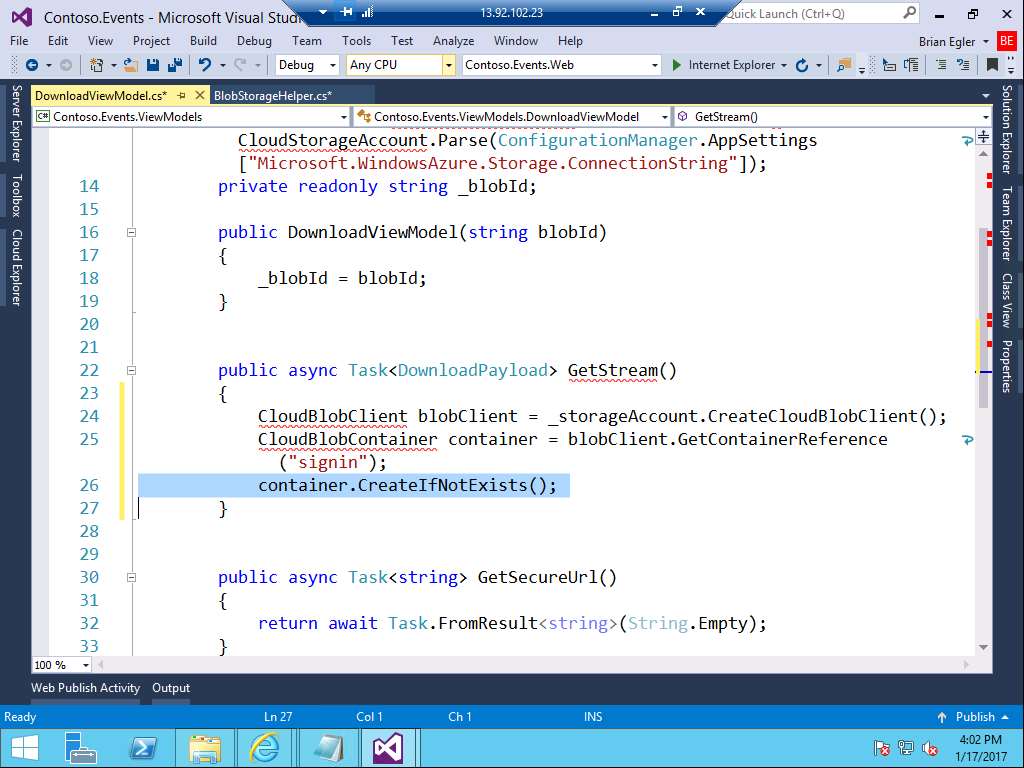 Contoso.Events - Microsoft Visual Studi
13.92.102.23
Quick Launch (Ctrl+Q)
File Edit View Project Build Debug Team Tools Test Analyze Window Help
Brian Egler BE
Debug Any CPU Contoso.Events.Web Internet Explorer
DownloadViewModel.cs* BlobStorageHelper.cs*
C# Contoso.Events.ViewModels Contoso.Events.ViewModels.DownloadViewModel GetStream()
CloudStorageAccount.Parse(ConfigurationManager.AppSettings
["Microsoft.WindowsAzure.Storage.ConnectionString"]);
14 private readonly string _blobId;
15
16 public DownloadViewModel(string blobId)
17 {
18 _blobId = blobId;
19 }
20
21
22 public async Task<DownloadPayload> GetStream()
23 {
24 CloudBlobClient blobClient = _storageAccount.CreateCloudBlobClient();
25 CloudBlobContainer container = blobClient.GetContainerReference
("signin");
26 container.CreateIfNotExists();
27 }
28
29
30 public async Task<string> GetSecureUrl()
31 {
32 return await Task.FromResult<string>(String.Empty);
33 }
100 %
Server Explorer
Toolbox
Cloud Explorer
Solution Explorer
Team Explorer
Class View
Properties
Web Publish Activity Output
Ready Ln 27 Col 1 Ch 1 INS Publish
4:02 PM
1/17/2017